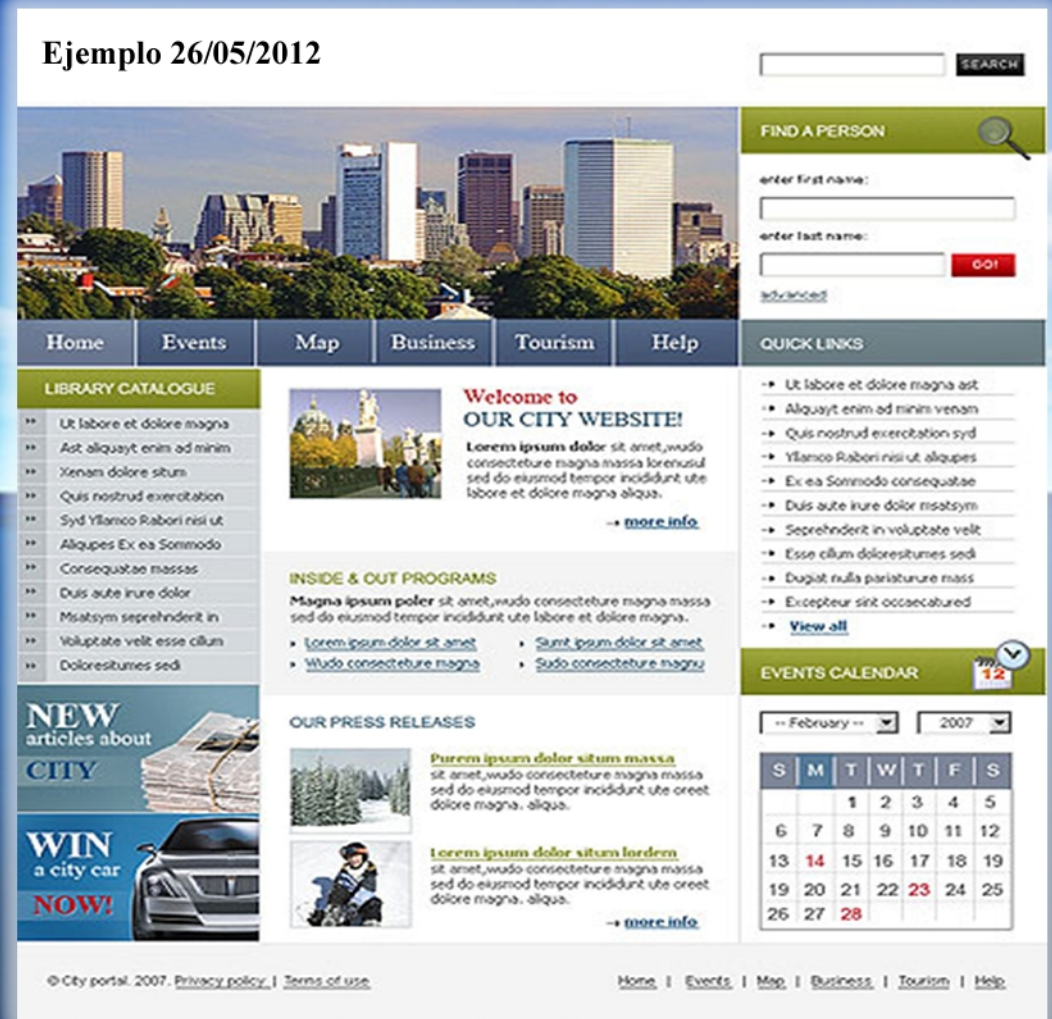 Ejemplo 26/05/2012
SEARCH
FIND A PERSON
enter first name:
enter last name:
GO!
advanced
Home Events Map Business Tourism Help
QUICK LINKS
Ut labore et dolore magna ast
Aliquayt enim ad minim venam
Quis nostrud exercitation syd
Yllamco Rabori nisi ut aliqupes
Ex ea Sommodo consequatae
Duis aute irure dolor msatsym
Seprehnderit in voluptate velit
Esse cillum doloresitumes sedi
Dugiat nulla pariaturure mass
Excepteur sint occaecatured
View all
LIBRARY CATALOGUE
Ut labore et dolore magna
Ast aliquayt enim ad minim
Xenam dolore situm
Quis nostrud exercitation
Syd Yllamco Rabori nisi ut
Aliqupes Ex ea Sommodo
Consequatae massas
Duis aute irure dolor
Msatsym seprehnderit in
Voluptate velit esse cillum
Doloresitumes sedi
NEW
articles about
CITY
WIN
a city car
NOW!
Welcome to
OUR CITY WEBSITE!
Lorem ipsum dolor sit amet,wudo
consecteture magna massa lorenusul
sed do eiusmod tempor incididunt ute
labore et dolore magna aliqua.
more info
INSIDE & OUT PROGRAMS
Magna ipsum poler sit amet,wudo consecteture magna massa
sed do eiusmod tempor incididunt ute labore et dolore magna.
Lorem ipsum dolor sit amet
Siumt ipsum dolor sit amet
Wudo consecteture magna
Sudo consecteture magnu
OUR PRESS RELEASES
Purem ipsum dolor situm massa
sit amet,wudo consecteture magna massa
sed do eiusmod tempor incididunt ute oreet
dolore magna. aliqua.
Lorem ipsum dolor situm lordem
sit amet,wudo consecteture magna massa
sed do eiusmod tempor incididunt ute oreet
dolore magna. aliqua.
more info
EVENTS CALENDAR
12
-- February -- 2007
S M T W T F S
1 2 3 4 5
6 7 8 9 10 11 12
13 14 15 16 17 18 19
19 20 21 22 23 24 25
26 27 28
© City portal. 2007. Privacy policy | Terms of use
Home | Events | Map | Business | Tourism | Help